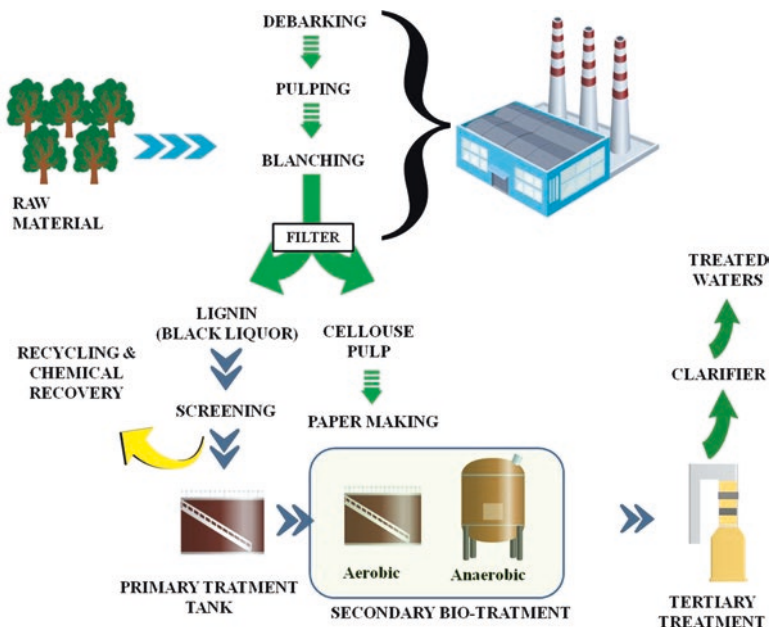 DEBARKING
PULPING
BLANCHING
FILTER
RAW
MATERIAL
LIGNIN
(BLACK LIQUOR)
CELLOUSE
PULP
RECYCLING &
CHEMICAL
RECOVERY
SCREENING
PAPER MAKING
TREATED
WATERS
CLARIFIER
PRIMARY TRATMENT
TANK
Aerobic
Anaerobic
SECONDARY BIO-TRATMENT
TERTIARY
TREATMENT